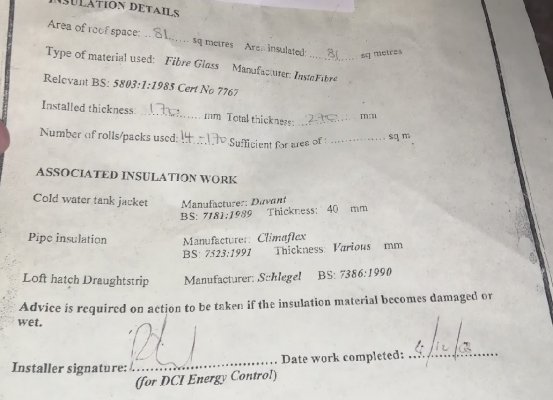 INSULATION DETAILS
Area of roof space: 81 sq metres Area insulated: 81 sq metres
Type of material used: Fibre Glass Manufacturer: InstaFibre
Relevant BS: 5803:1:1985 Cert No 7767
Installed thickness 170 mm Total thickness: mm
Number of rolls/packs used: 14 - 170 Sufficient for area of : sq m
ASSOCIATED INSULATION WORK
Cold water tank jacket Manufacturer: Davant
BS: 7181:1989 Thickness: 40 mm
Pipe insulation Manufacturer: Climaflex
BS: 7523:1991 Thickness: Various mm
Loft hatch Draughtstrip Manufacturer: Schlegel BS: 7386:1990
Advice is required on action to be taken if the insulation material becomes damaged or
wet.
Installer signature: Date work completed:
(for DCI Energy Control)